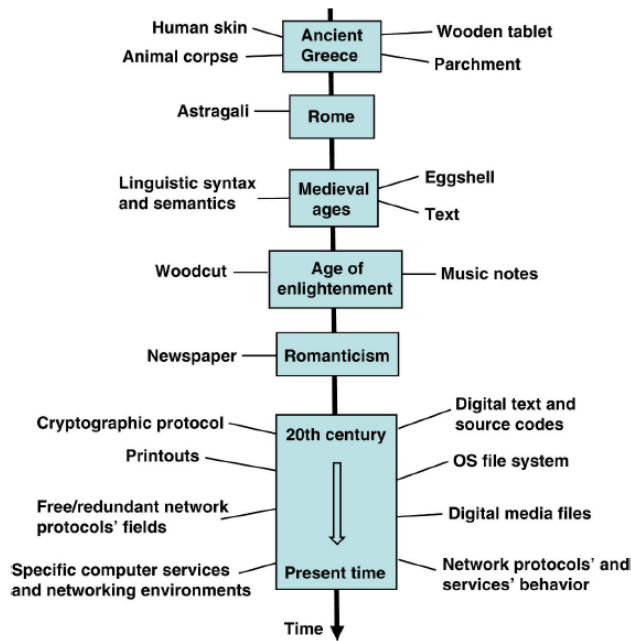 Human skin
Animal corpse
Ancient
Greece
Wooden tablet
Parchment
Astragali
Rome
Linguistic syntax
and semantics
Medieval
ages
Eggshell
Text
Woodcut
Age of
enlightenment
Music notes
Newspaper
Romanticism
Cryptographic protocol
Printouts
Free/redundant network
protocols’ fields
Specific computer services
and networking environments
20th century
Present time
Digital text and
source codes
OS file system
Digital media files
Network protocols’ and
services’ behavior
Time